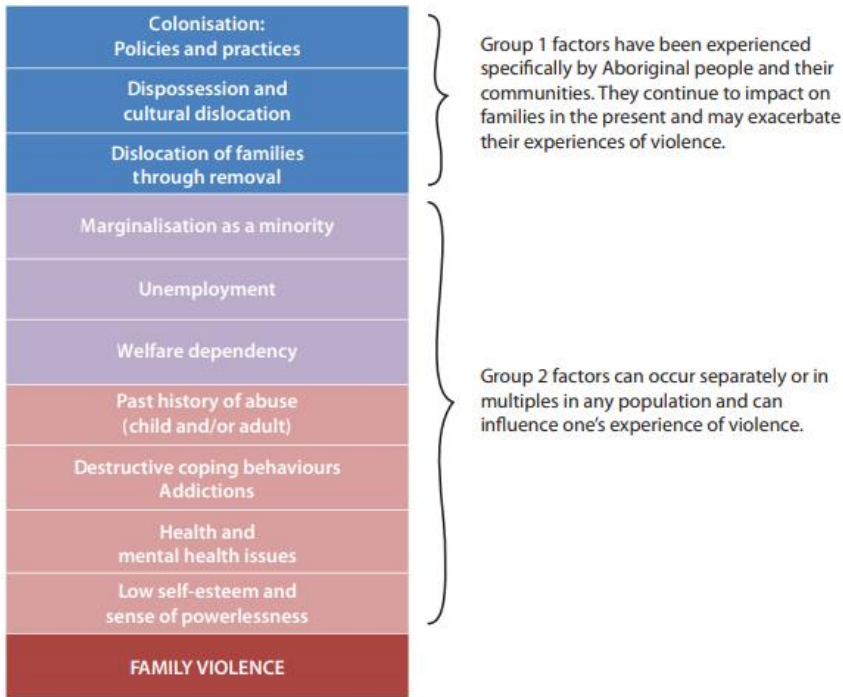 Colonisation:
Policies and practices
Dispossession and
cultural dislocation
Dislocation of families
through removal
Group 1 factors have been experienced
specifically by Aboriginal people and their
communities. They continue to impact on
families in the present and may exacerbate
their experiences of violence.
Marginalisation as a minority
Unemployment
Welfare dependency
Past history of abuse
(child and/or adult)
Destructive coping behaviours
Addictions
Health and
mental health issues
Low self-esteem and
sense of powerlessness
Group 2 factors can occur separately or in
multiples in any population and can
influence one’s experience of violence.
FAMILY VIOLENCE